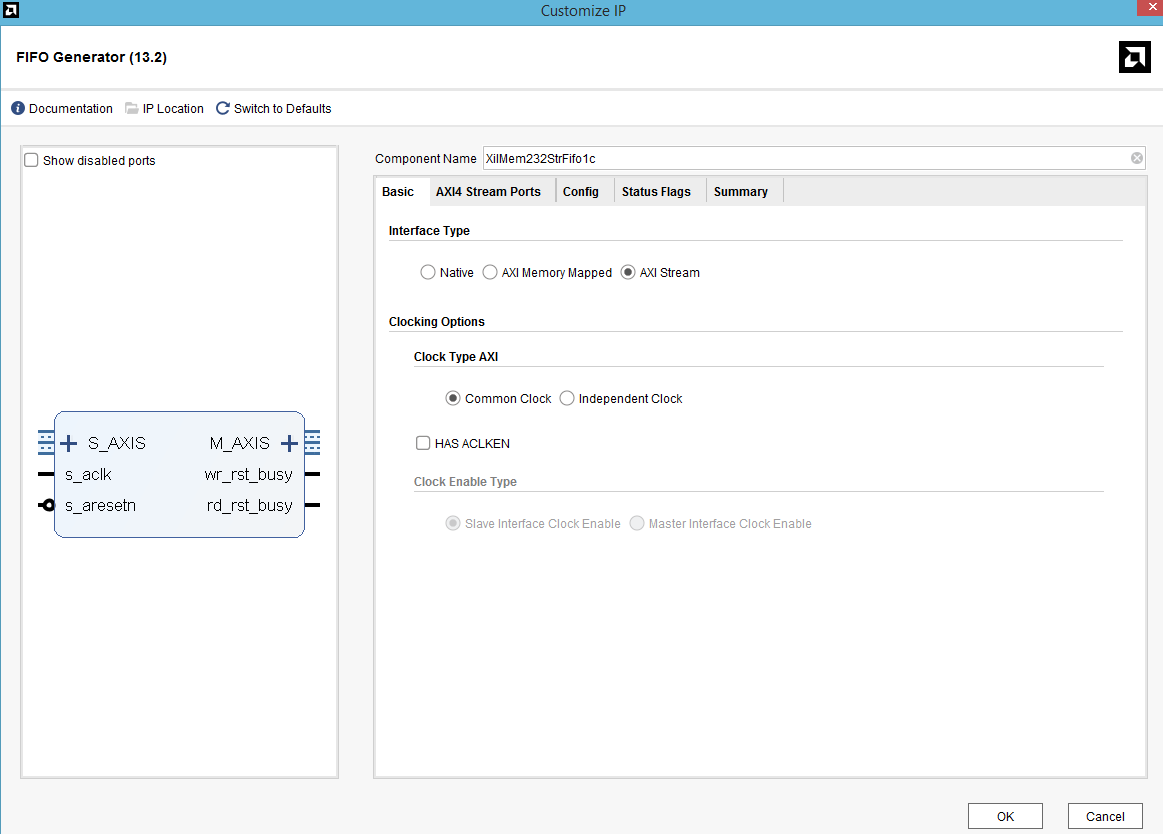 Customize IP
FIFO Generator (13.2)
Documentation IP Location Switch to Defaults
Show disabled ports
S_AXIS M_AXIS
s_aclk wr_rst_busy
s_aresetn rd_rst_busy
Component Name XilMem232StrFifo1c
Basic AXI4 Stream Ports Config Status Flags Summary
Interface Type
Native AXI Memory Mapped AXI Stream
Clocking Options
Clock Type AXI
Common Clock Independent Clock
HAS ACLKEN
Clock Enable Type
Slave Interface Clock Enable Master Interface Clock Enable
OK Cancel